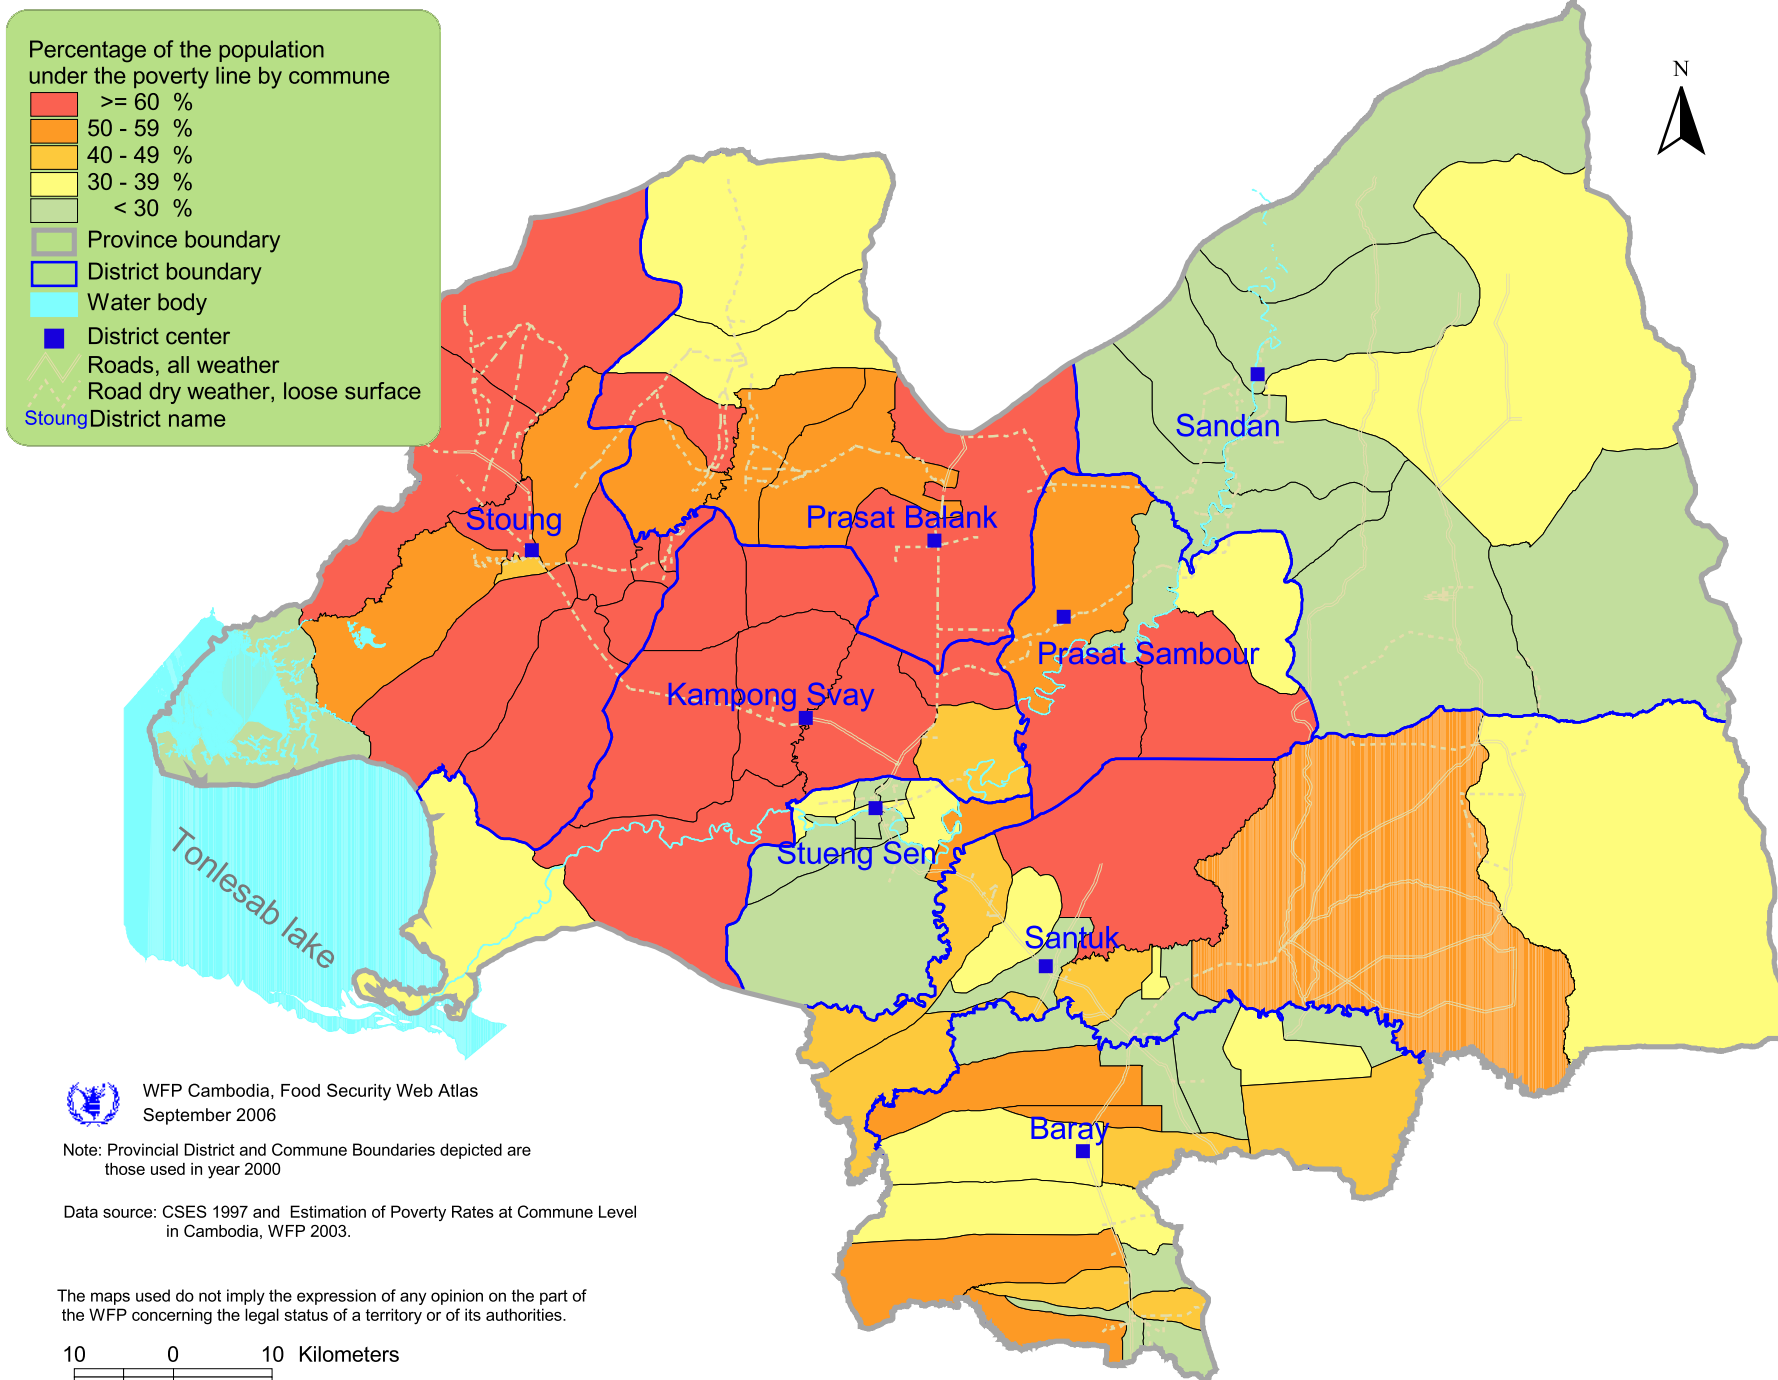 Percentage of the population
under the poverty line by commune
>= 60 %
50 - 59 %
40 - 49 %
30 - 39 %
< 30 %
Province boundary
District boundary
Water body
District center
Roads, all weather
Road dry weather, loose surface
Stoung District name
N
Sandan
Stoung
Prasat Balank
Prasat Sambour
Kampong Svay
Stueng Sen
Tonlesab lake
Santuk
Baray
WFP Cambodia, Food Security Web Atlas
September 2006
Note: Provincial District and Commune Boundaries depicted are
those used in year 2000
Data source: CSES 1997 and Estimation of Poverty Rates at Commune Level
in Cambodia, WFP 2003.
The maps used do not imply the expression of any opinion on the part of
the WFP concerning the legal status of a territory or of its authorities.
10 0 10 Kilometers